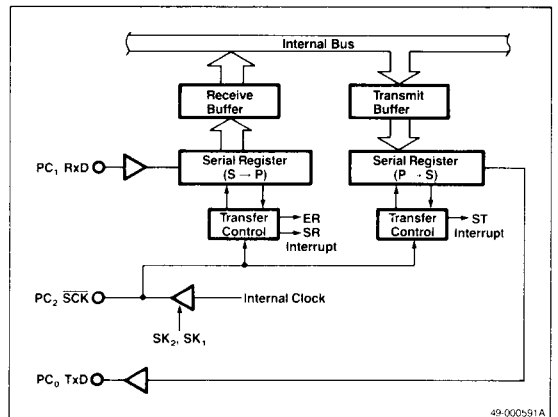 Internal Bus
Receive
Buffer
Transmit
Buffer
PC₁ RxD
Serial Register
(S → P)
Serial Register
(P → S)
Transfer
Control
ER
SR
Interrupt
Transfer
Control
ST
Interrupt
PC₂ S̅C̅K̅
Internal Clock
SK₂, SK₁
PC₀ TxD
49-000591A